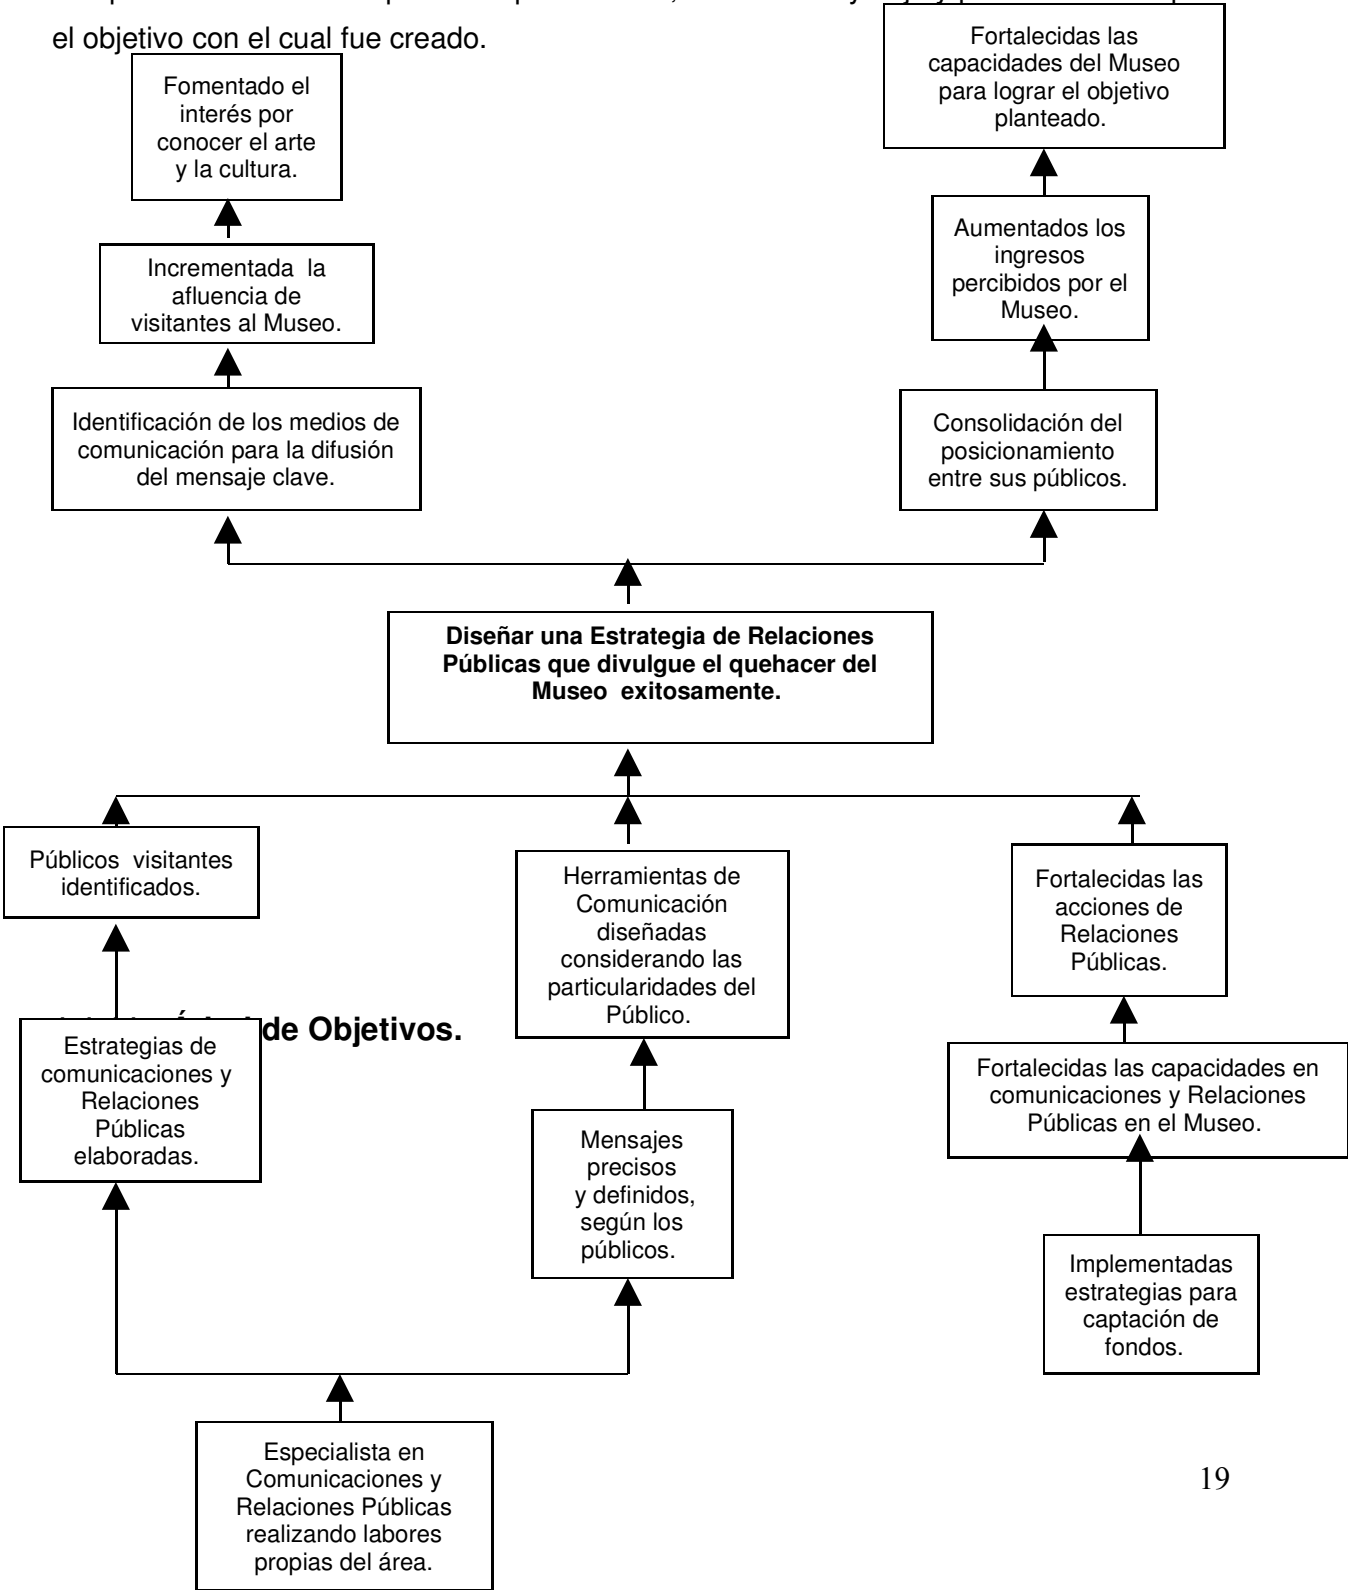 el objetivo con el cual fue creado.
Fomentado el
interés por
conocer el arte
y la cultura.
Fortalecidas las
capacidades del Museo
para lograr el objetivo
planteado.
Incrementada la
afluencia de
visitantes al Museo.
Aumentados los
ingresos
percibidos por el
Museo.
Identificación de los medios de
comunicación para la difusión
del mensaje clave.
Consolidación del
posicionamiento
entre sus públicos.
Diseñar una Estrategia de Relaciones
Públicas que divulgue el quehacer del
Museo exitosamente.
Públicos visitantes
identificados.
Herramientas de
Comunicación
diseñadas
considerando las
particularidades del
Público.
Fortalecidas las
acciones de
Relaciones
Públicas.
de Objetivos.
Estrategias de
comunicaciones y
Relaciones
Públicas
elaboradas.
Mensajes
precisos
y definidos,
según los
públicos.
Fortalecidas las capacidades en
comunicaciones y Relaciones
Públicas en el Museo.
Implementadas
estrategias para
captación de
fondos.
Especialista en
Comunicaciones y
Relaciones Públicas
realizando labores
propias del área.
19